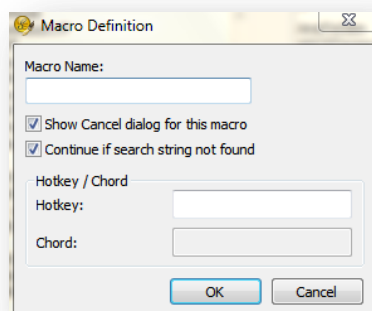 Macro Definition
Macro Name:
Show Cancel dialog for this macro
Continue if search string not found
Hotkey / Chord
Hotkey:
Chord:
OK Cancel